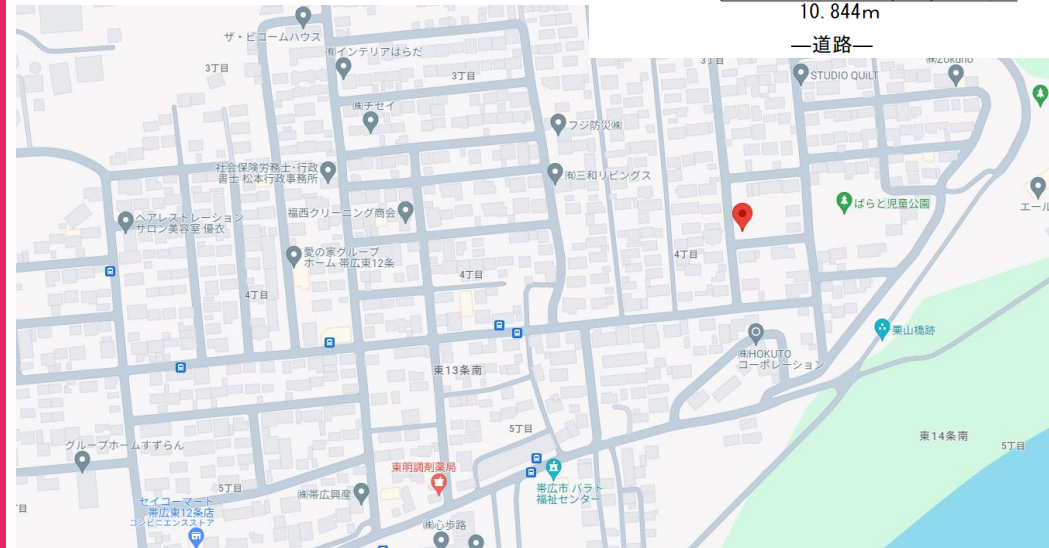 10.844m
―道路―
ザ・ビコームハウス
㈲インテリアはらだ
3丁目
3丁目
3丁目
㈱Zukuno
STUDIO QUiLT
㈱チセイ
フジ防災㈱
社会保険労務士・行政
書士 松本行政事務所
㈲三和リビングス
ヘアレストレーション
サロン美容室 優衣
福西クリーニング商会
ばらと児童公園
エール
愛の家グループ
ホーム 帯広東12条
4丁目
4丁目
4丁目
栗山橋跡
㈱HOKUTO
コーポレーション
東13条南
5丁目
東14条南
5丁目
グループホームすずらん
東明調剤薬局
5丁目
㈱帯広興産
帯広市 バラト
福祉センター
セイコーマート
帯広東12条店
コンビニエンスストア
丁目
㈱心歩路